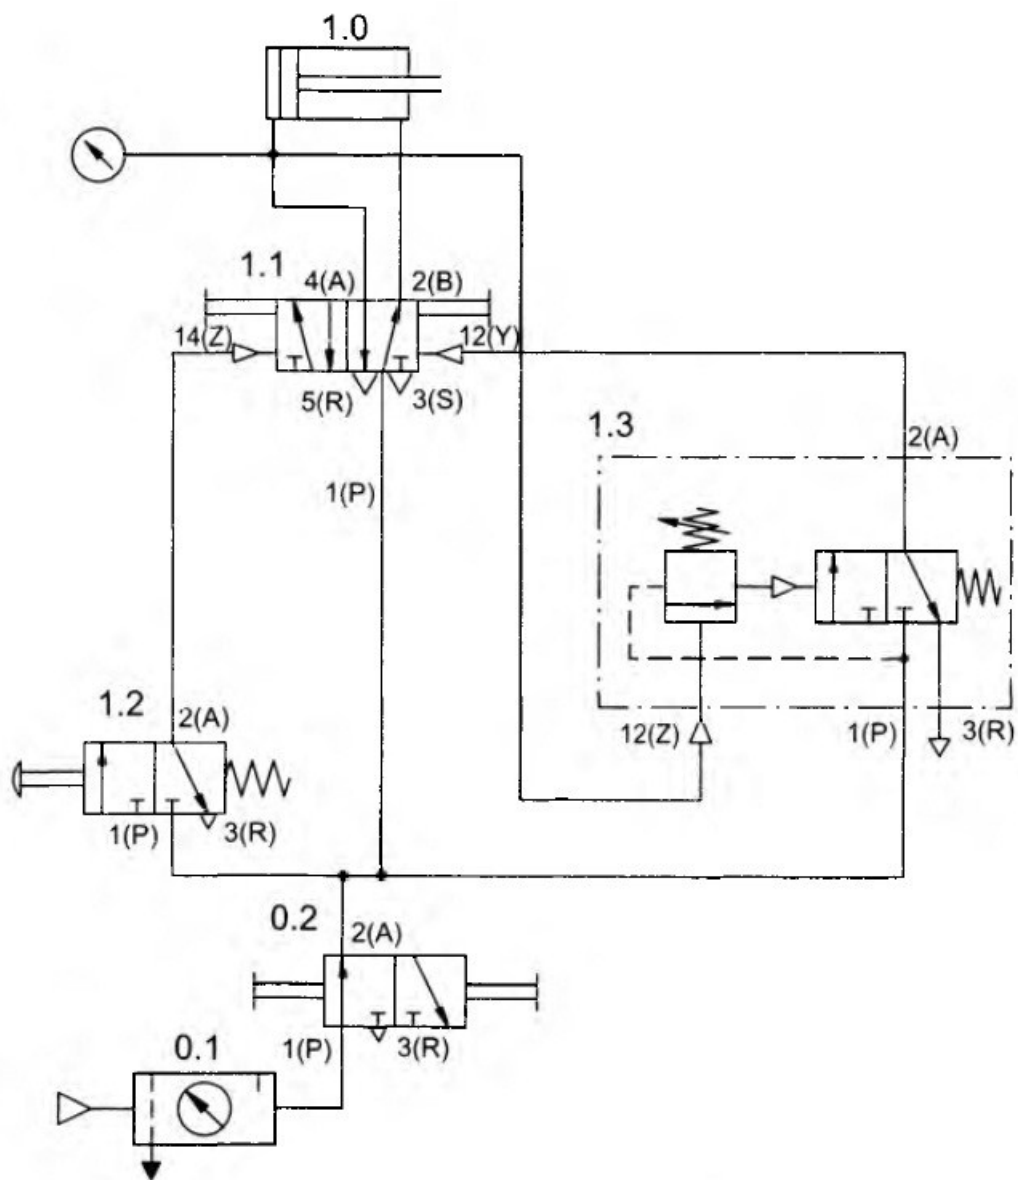 1.0
1.1
4(A)
2(B)
14(Z)
12(Y)
5(R)
3(S)
1.3
2(A)
1(P)
1.2
2(A)
12(Z)
1(P)
3(R)
1(P)
3(R)
0.2
2(A)
1(P)
3(R)
0.1